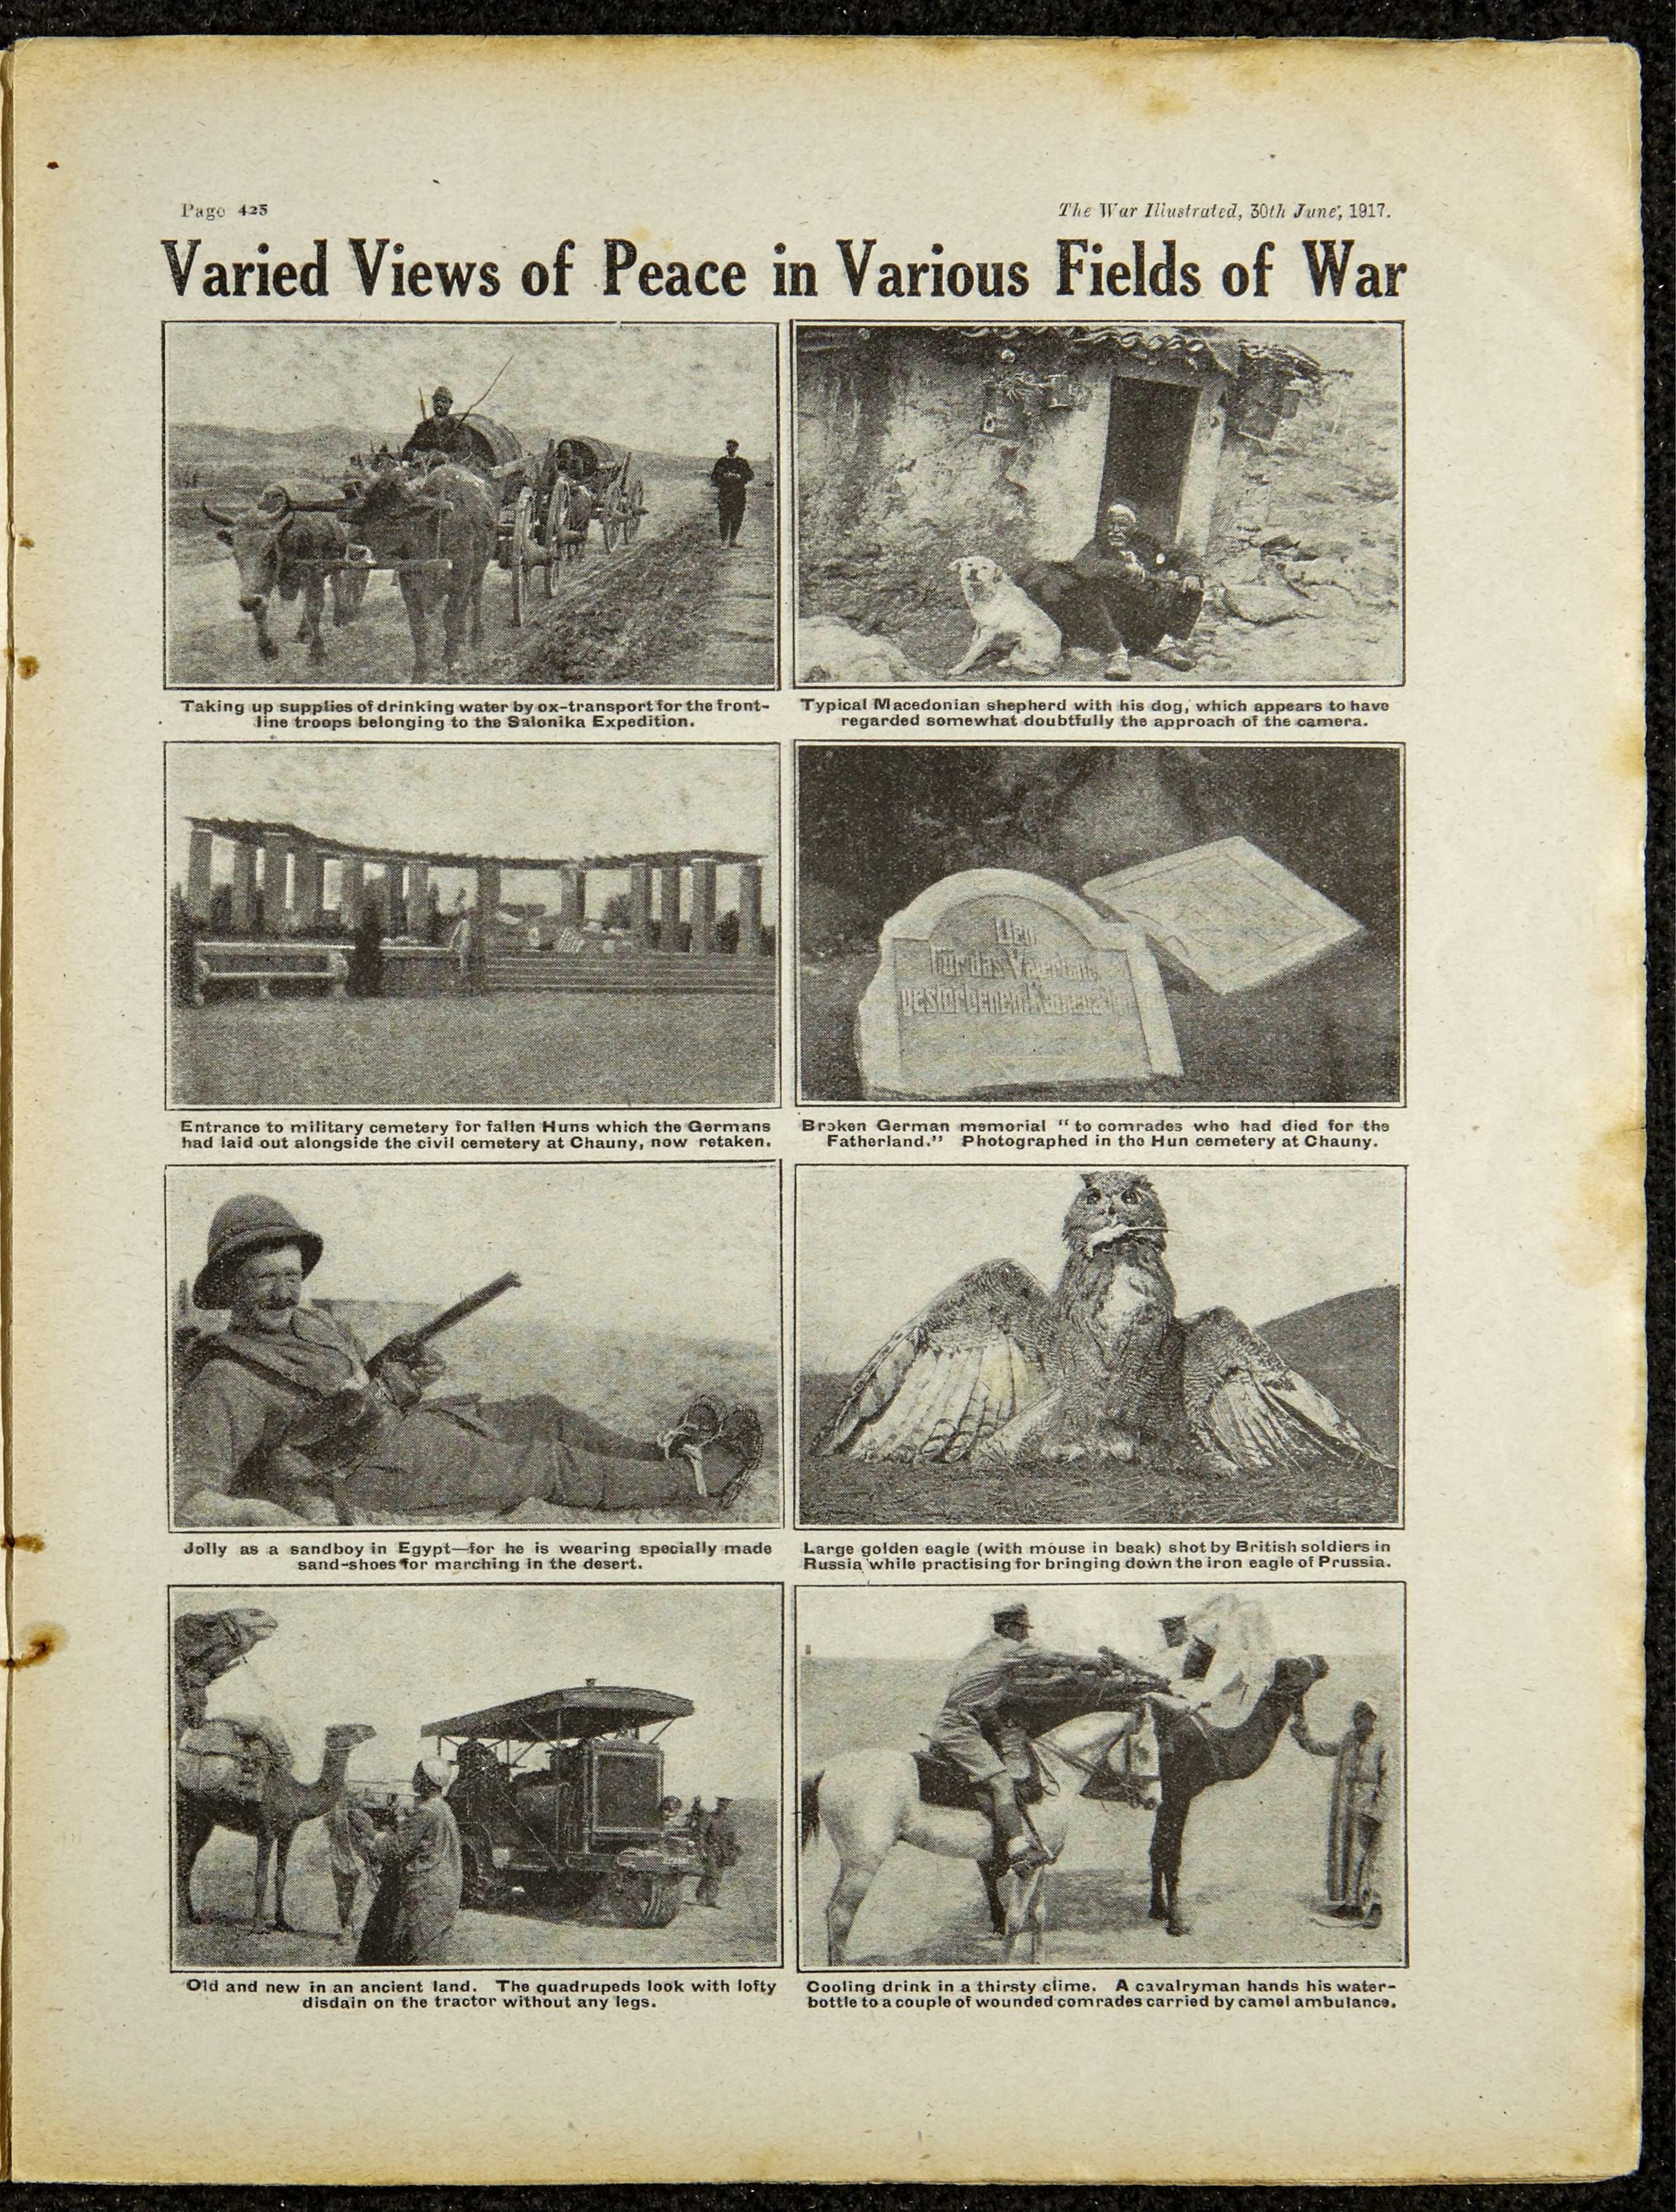 Page 425
The War Illustrated, 30th June, 1917.
Varied Views of Peace in Various Fields of War
Taking up supplies of drinking water by ox-transport for the front-
line troops belonging to the Salonika Expedition.
Typical Macedonian shepherd with his dog, which appears to have
regarded somewhat doubtfully the approach of the camera.
Den
für das Vaterland
gestorbenen Kameraden
Entrance to military cemetery for fallen Huns which the Germans
had laid out alongside the civil cemetery at Chauny, now retaken.
Broken German memorial "to comrades who had died for the
Fatherland." Photographed in the Hun cemetery at Chauny.
Jolly as a sandboy in Egypt—for he is wearing specially made
sand-shoes for marching in the desert.
Large golden eagle (with mouse in beak) shot by British soldiers in
Russia while practising for bringing down the iron eagle of Prussia.
Old and new in an ancient land. The quadrupeds look with lofty
disdain on the tractor without any legs.
Cooling drink in a thirsty clime. A cavalryman hands his water-
bottle to a couple of wounded comrades carried by camel ambulance.